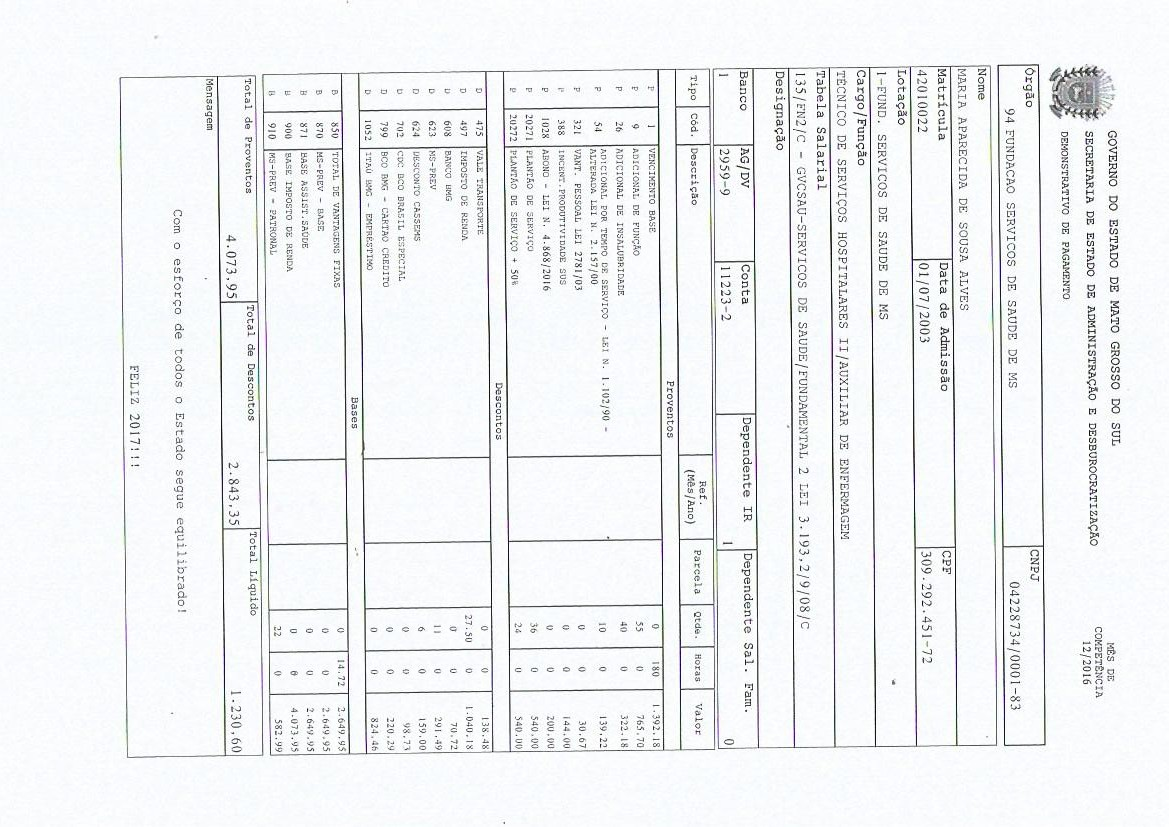 GOVERNO DO ESTADO DE MATO GROSSO DO SUL
SECRETARIA DE ESTADO DE ADMINISTRAÇÃO E DESBUROCRATIZAÇÃO
DEMONSTRATIVO DE PAGAMENTO
MÊS DE
COMPETÊNCIA
12/2016
Órgão CNPJ
94 FUNDACAO SERVICOS DE SAUDE DE MS 04228734/0001-83
Nome
MARIA APARECIDA DE SOUSA ALVES
Matrícula Data de Admissão CPF
42010022 01/07/2003 309.292.451-72
Lotação
1-FUND. SERVICOS DE SAUDE DE MS
Cargo/Função
TÉCNICO DE SERVIÇOS HOSPITALARES II/AUXILIAR DE ENFERMAGEM
Tabela Salarial
135/FN2/C - GVCSAU-SERVICOS DE SAUDE/FUNDAMENTAL 2 LEI 3.193,2/9/08/C
Designação
Banco AG/DV Conta Dependente IR Dependente Sal. Fam.
1 2959-9 11223-2 1 0
Tipo Cód. Descrição Ref. (Mês/Ano) Parcela Qtde. Horas Valor
Proventos
P 1 VENCIMENTO BASE 0 180 1.392.18
P 9 ADICIONAL DE FUNÇÃO 55 0 765.70
P 26 ADICIONAL DE INSALUBRIDADE 40 0 322.18
P 54 ADICIONAL POR TEMPO DE SERVIÇO - LEI N. 1.102/90 - 10 0 139.22
ALTERADA LEI N. 2.157/00
P 321 VANT. PESSOAL LEI 2781/03 0 0 30.67
P 388 INCENT.PRODUTIVIDADE SUS 0 0 144.00
P 1028 ABONO - LEI N. 4.868/2016 0 0 200.00
P 20271 PLANTÃO DE SERVIÇO 36 0 540.00
P 20272 PLANTÃO DE SERVIÇO + 50% 24 0 540.00
Descontos
D 475 VALE TRANSPORTE 0 0 138.48
D 497 IMPOSTO DE RENDA 27.50 0 1.040.18
D 608 BANCO BMG 0 0 70.72
D 623 MS-PREV 11 0 291.49
D 624 DESCONTO CASSEMS 6 0 159.00
D 702 CDC BCO BRASIL ESPECIAL 0 0 98.73
D 799 BCO BMG - CARTAO CREDITO 0 0 220.29
D 1052 ITAÚ BMG - EMPRÉSTIMO 0 0 824.46
Bases
B 850 TOTAL DE VANTAGENS FIXAS 0 14.72 2.649.95
B 870 MS-PREV - BASE 0 0 2.649.95
B 871 BASE ASSIST.SAUDE 0 0 2.649.95
B 900 BASE IMPOSTO DE RENDA 0 0 4.073.95
B 910 MS-PREV - PATRONAL 22 0 582.99
Total de Proventos Total de Descontos Total Líquido
4.073,95 2.843,35 1.230,60
Mensagem
Com o esforço de todos o Estado segue equilibrado!
FELIZ 2017!!!